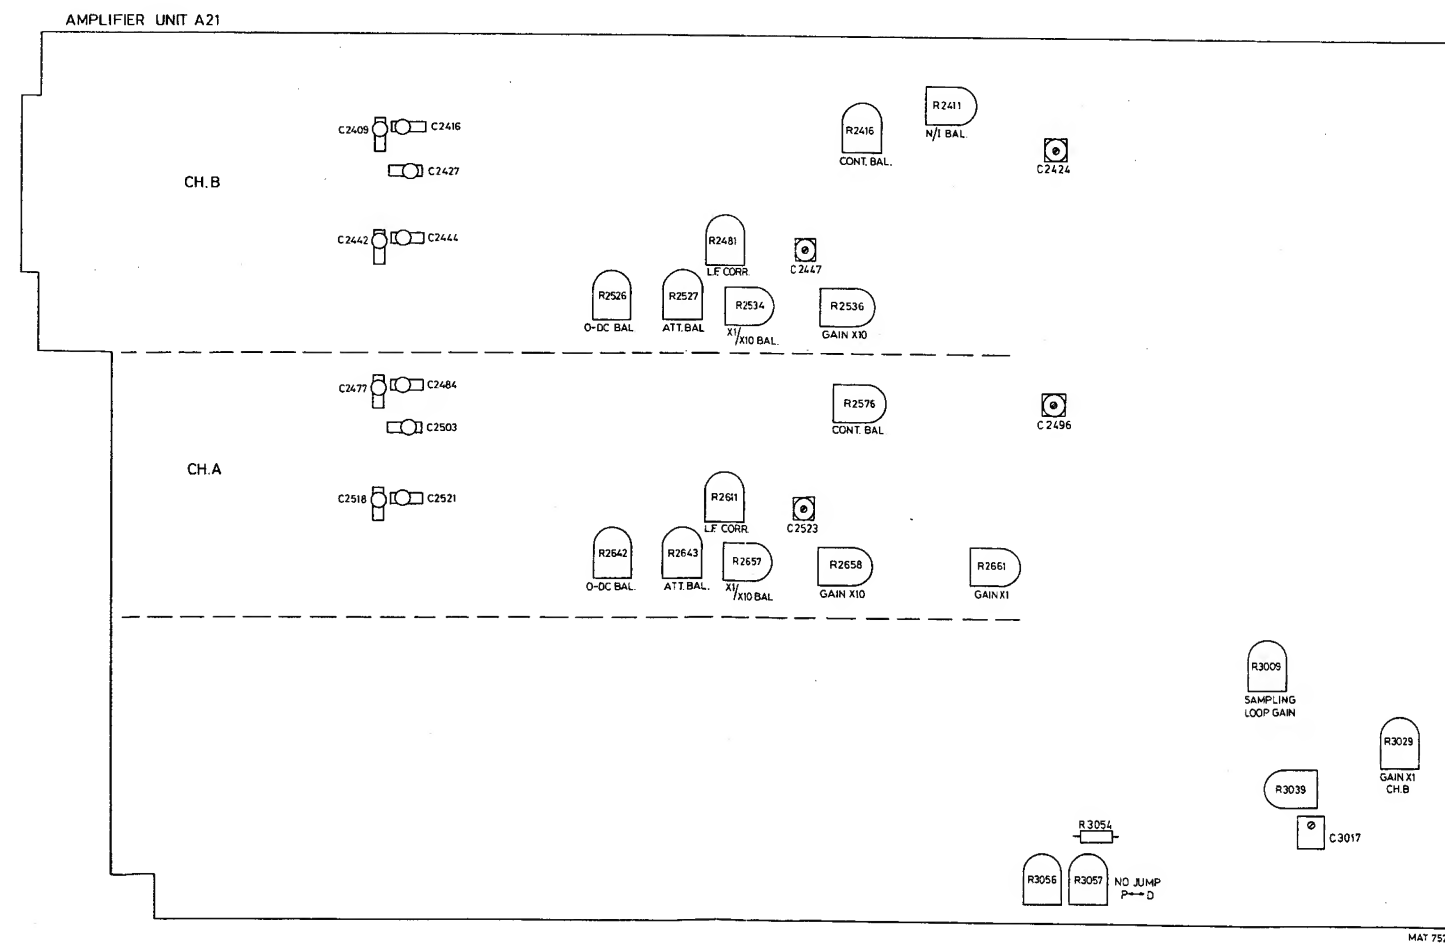 AMPLIFIER UNIT A21
R2411
N/I BAL.
C2409
C2416
R2416
CONT. BAL.
C2424
C2427
CH.B
C2442
C2444
R2481
L.F. CORR.
C2447
R2526
O-DC BAL.
R2527
ATT. BAL
R2534
X1/X10 BAL.
R2536
GAIN X10
C2477
C2484
R2576
CONT. BAL
C2496
C2503
CH.A
C2518
C2521
R2611
L.F. CORR.
C2523
R2642
O-DC BAL.
R2643
ATT. BAL.
R2657
X1/X10 BAL
R2658
GAIN X10
R2661
GAIN X1
R3009
SAMPLING
LOOP GAIN
R3029
GAIN X1
CH.B
R3039
C3017
R3054
R3056
R3057
NO JUMP
P↔D
MAT 752